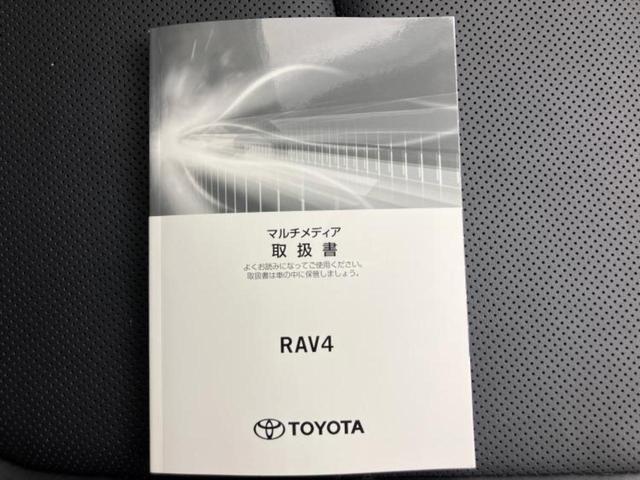 マルチメディア
取扱書
よくお読みになってご使用ください。
取扱書は車の中に保管しましょう。
RAV4
TOYOTA